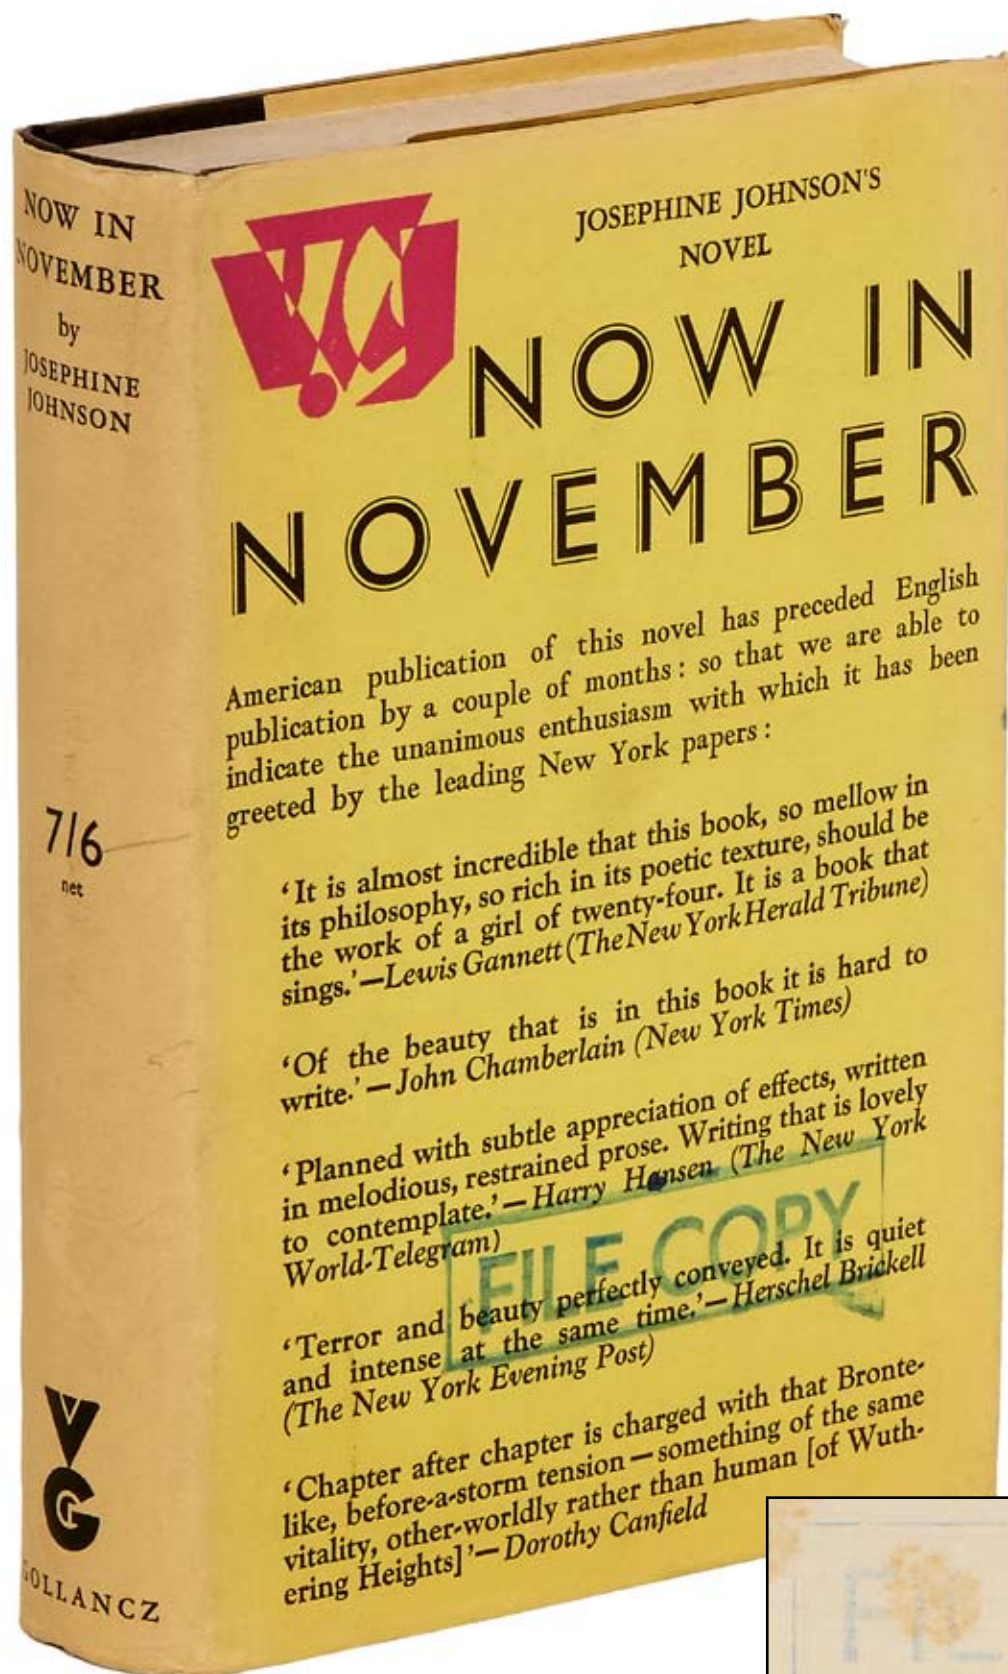 NOW IN
NOVEMBER
by
JOSEPHINE
JOHNSON
7/6
net
VG
GOLLANCZ
JOSEPHINE JOHNSON'S
NOVEL
NOW IN
NOVEMBER
American publication of this novel has preceded English
publication by a couple of months: so that we are able to
indicate the unanimous enthusiasm with which it has been
greeted by the leading New York papers:
'It is almost incredible that this book, so mellow in
its philosophy, so rich in its poetic texture, should be
the work of a girl of twenty-four. It is a book that
sings.'—Lewis Gannett (The New York Herald Tribune)
'Of the beauty that is in this book it is hard to
write.'—John Chamberlain (New York Times)
'Planned with subtle appreciation of effects, written
in melodious, restrained prose. Writing that is lovely
to contemplate.'—Harry Hansen (The New York
World-Telegram)
FILE COPY
'Terror and beauty perfectly conveyed. It is quiet
and intense at the same time.'—Herschel Brickell
(The New York Evening Post)
'Chapter after chapter is charged with that Bronte-
like, before-a-storm tension—something of the same
vitality, other-worldly rather than human [of Wuth-
ering Heights]'—Dorothy Canfield